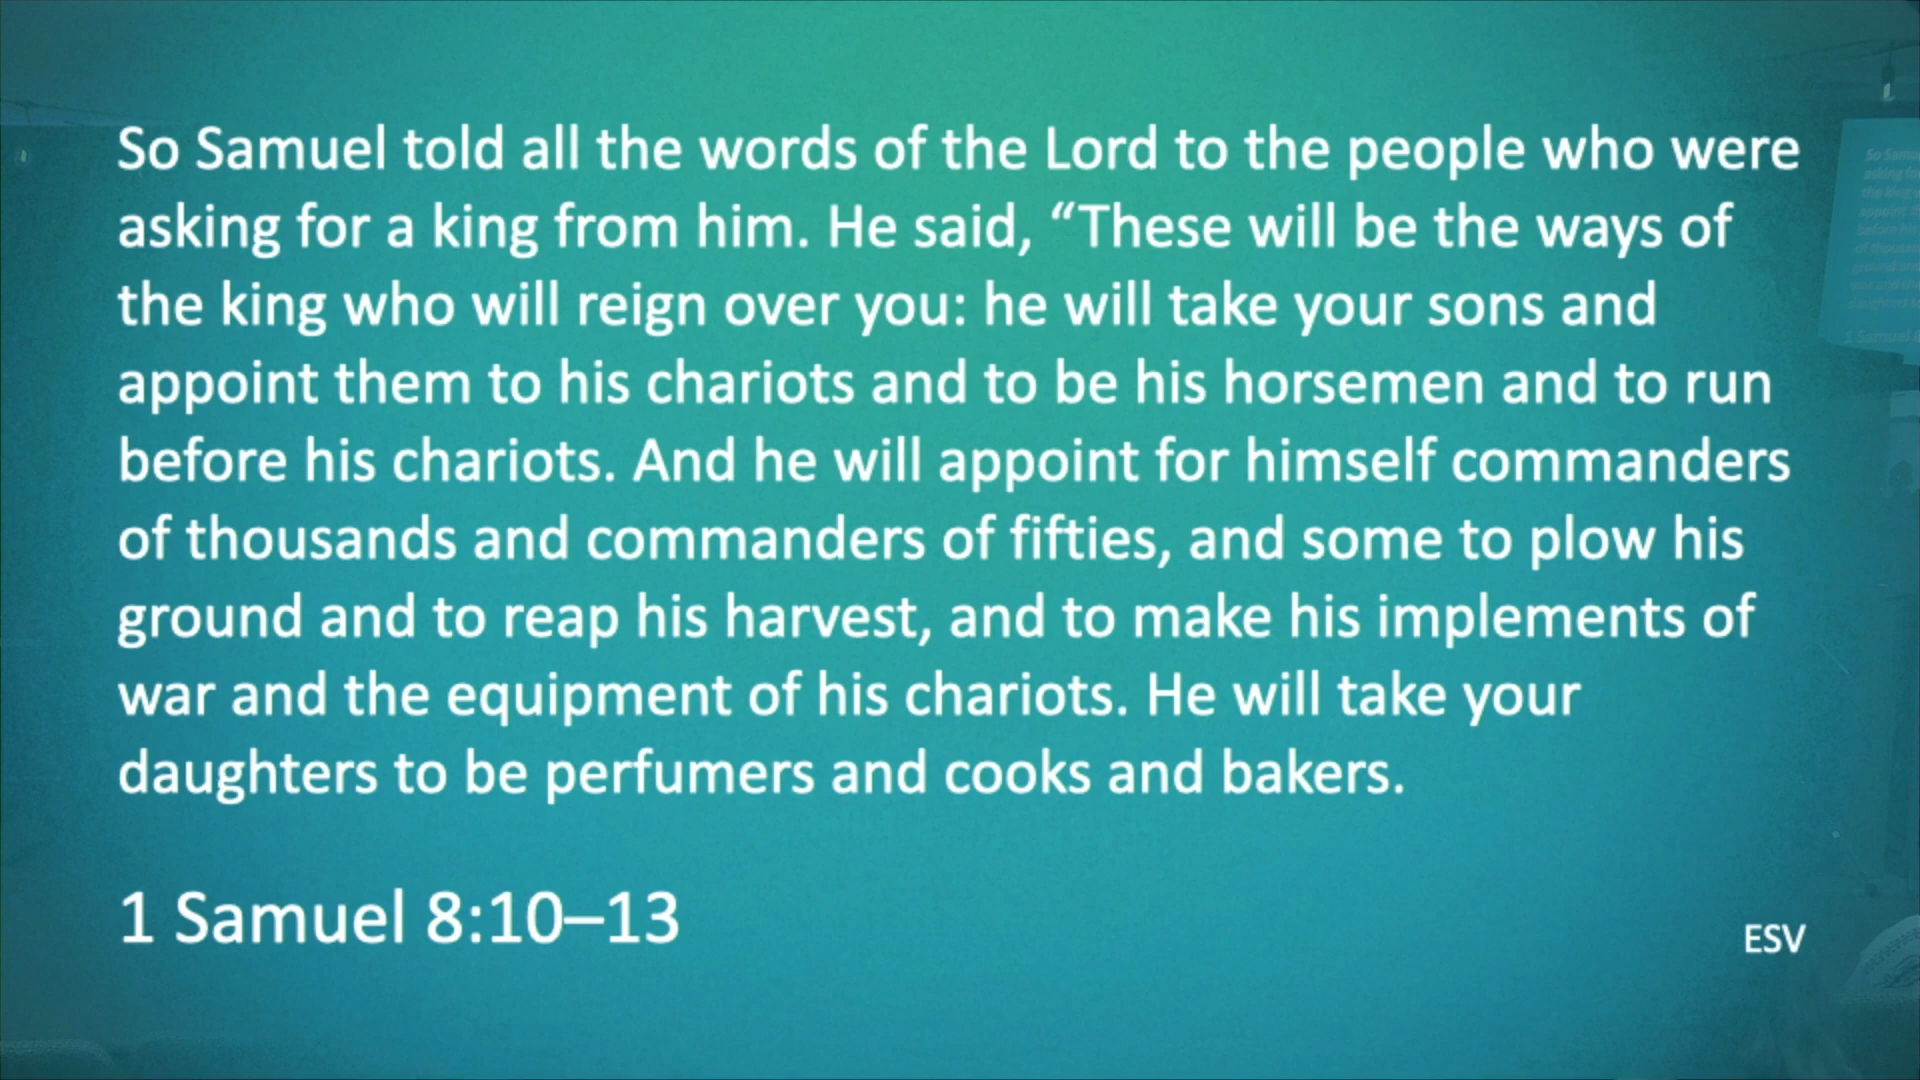 So Samuel told all the words of the Lord to the people who were
asking for a king from him. He said, “These will be the ways of
the king who will reign over you: he will take your sons and
appoint them to his chariots and to be his horsemen and to run
before his chariots. And he will appoint for himself commanders
of thousands and commanders of fifties, and some to plow his
ground and to reap his harvest, and to make his implements of
war and the equipment of his chariots. He will take your
daughters to be perfumers and cooks and bakers.
1 Samuel 8:10–13
ESV